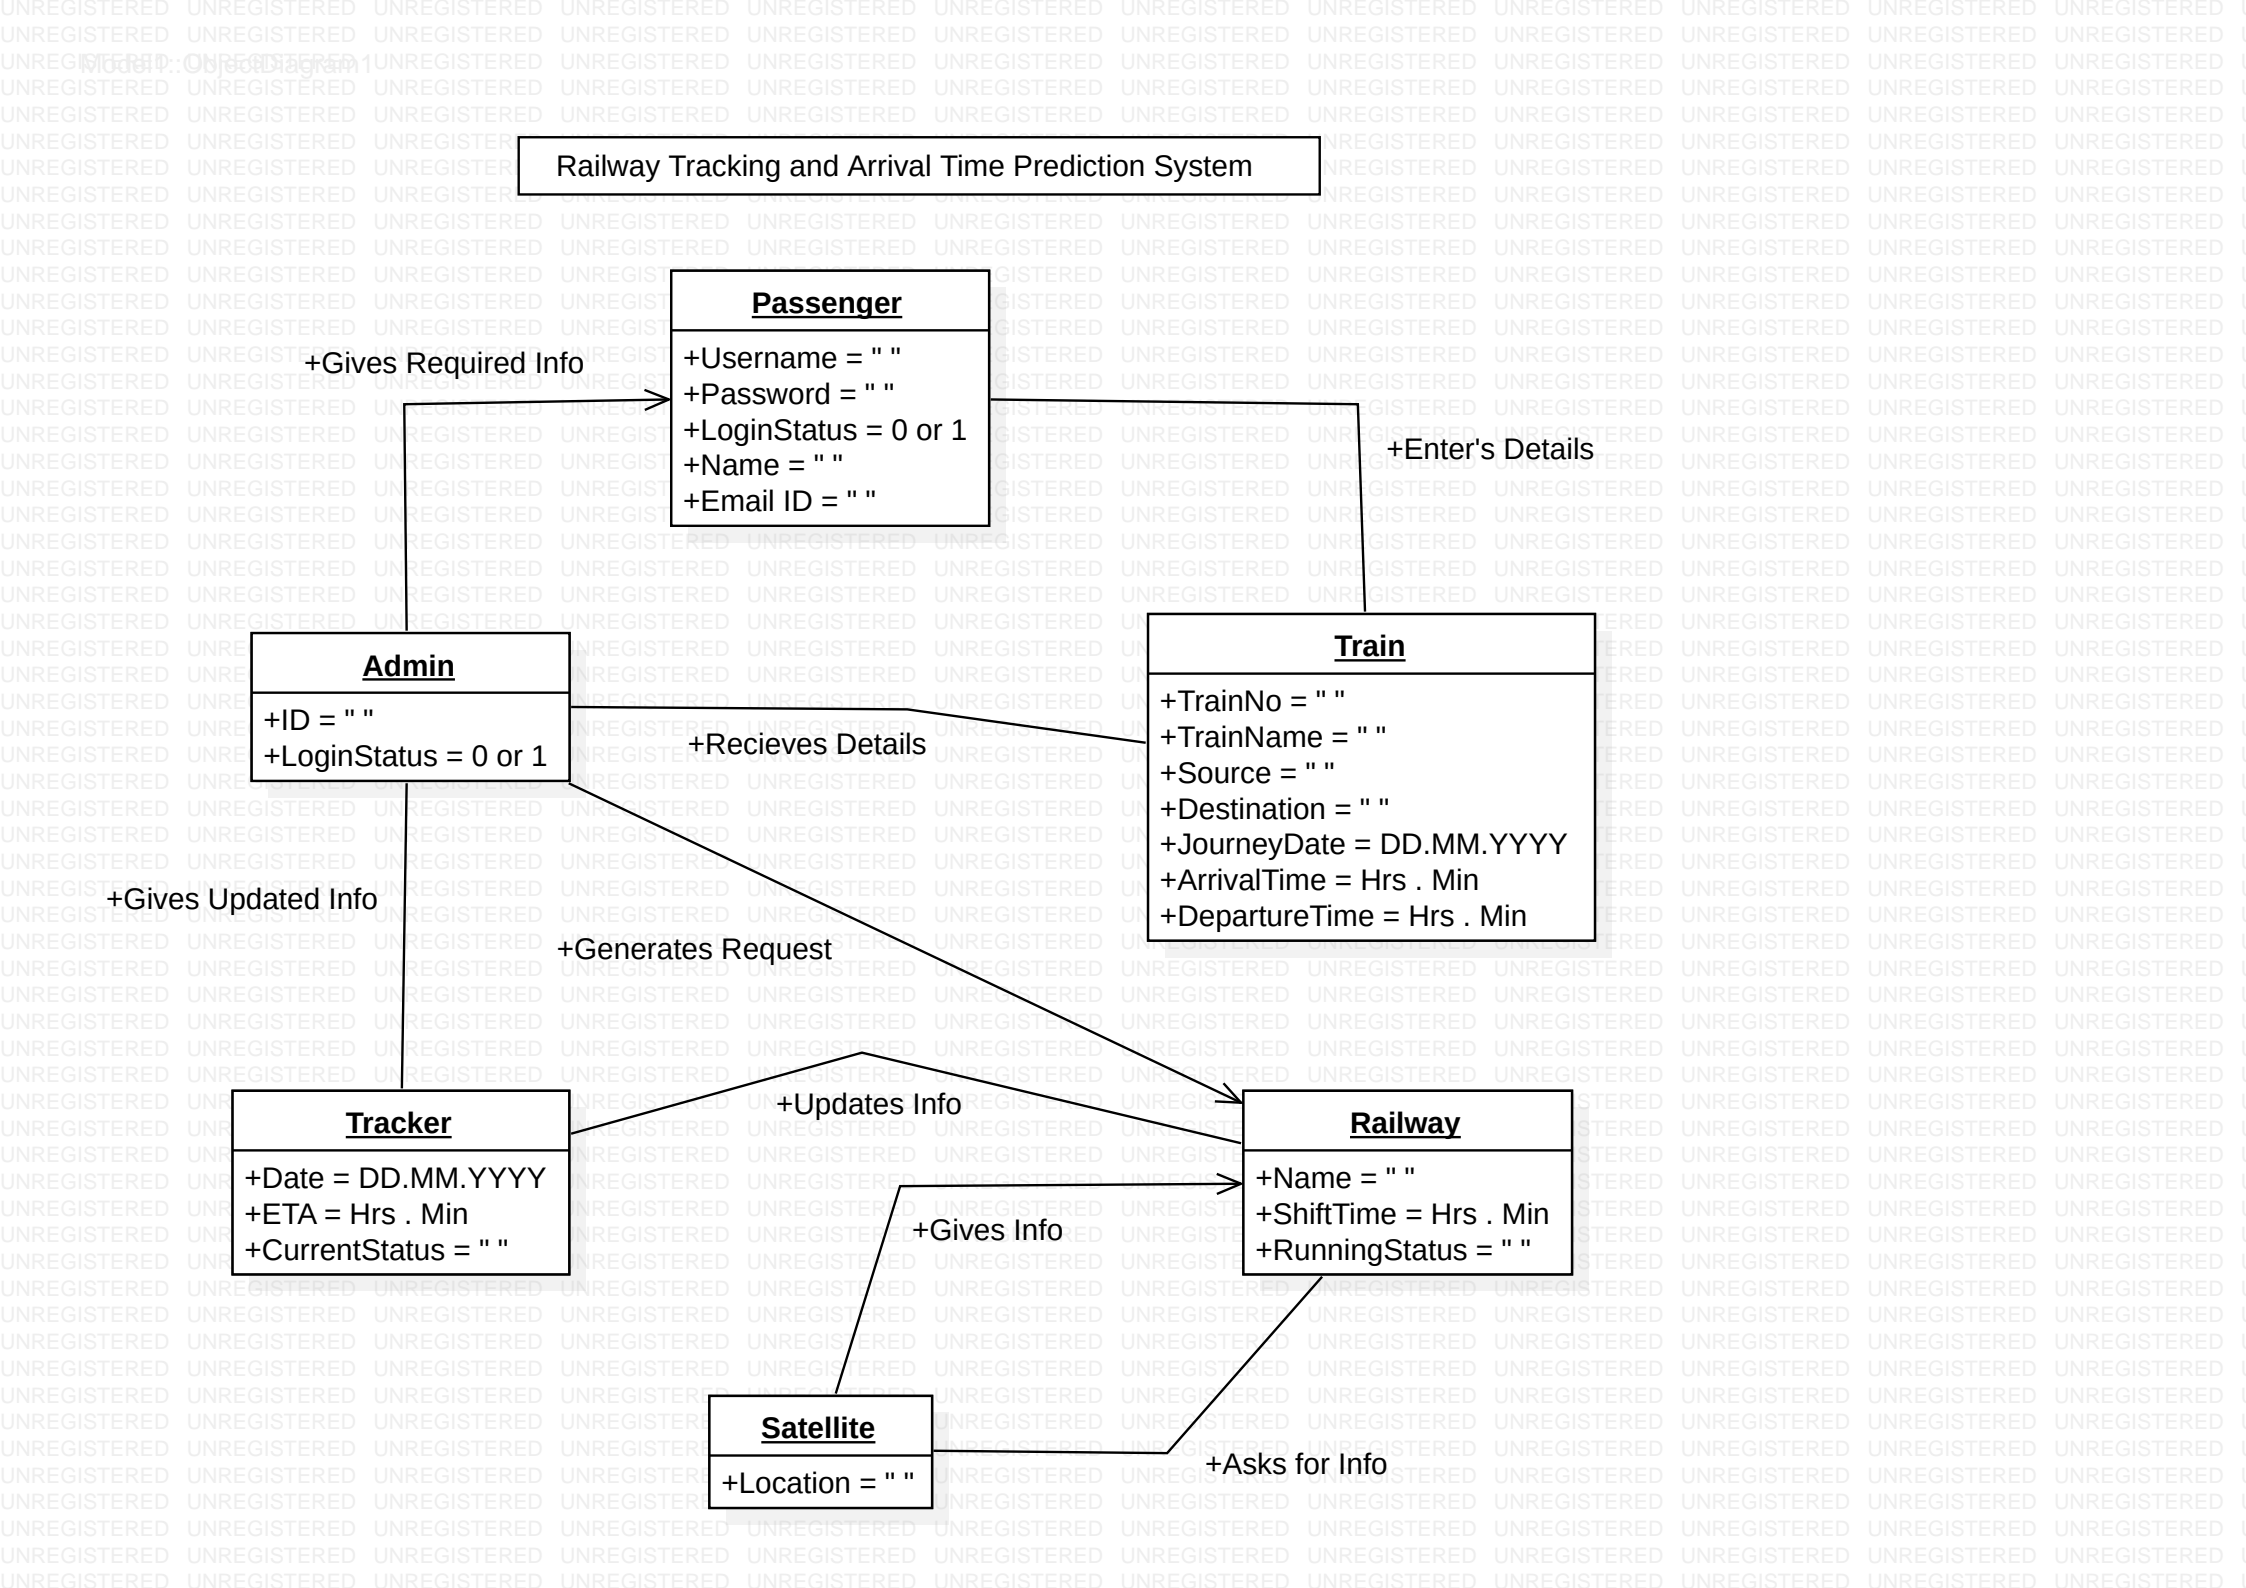 Model1::ObjectDiagram1
Railway Tracking and Arrival Time Prediction System
Passenger
+Username = " "
+Password = " "
+LoginStatus = 0 or 1
+Name = " "
+Email ID = " "
+Gives Required Info
+Enter's Details
Admin
+ID = " "
+LoginStatus = 0 or 1
+Recieves Details
Train
+TrainNo = " "
+TrainName = " "
+Source = " "
+Destination = " "
+JourneyDate = DD.MM.YYYY
+ArrivalTime = Hrs . Min
+DepartureTime = Hrs . Min
+Gives Updated Info
+Generates Request
+Updates Info
Tracker
+Date = DD.MM.YYYY
+ETA = Hrs . Min
+CurrentStatus = " "
Railway
+Name = " "
+ShiftTime = Hrs . Min
+RunningStatus = " "
+Gives Info
Satellite
+Location = " "
+Asks for Info
UNREGISTERED